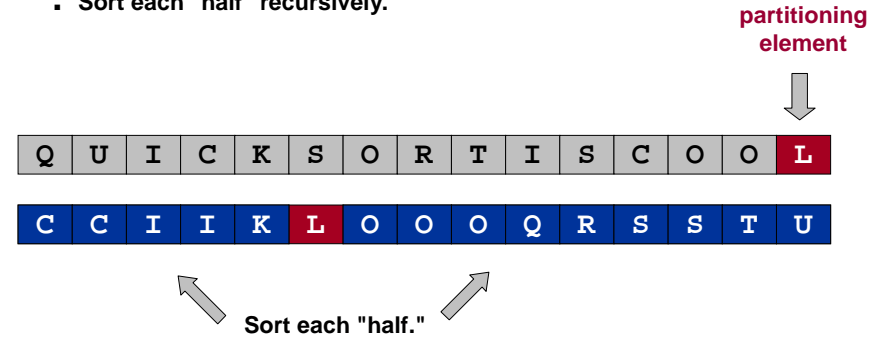 . Sort each "half" recursively.
partitioning
element
Q U I C K S O R T I S C O O L
C C I I K L O O O Q R S S T U
Sort each "half."